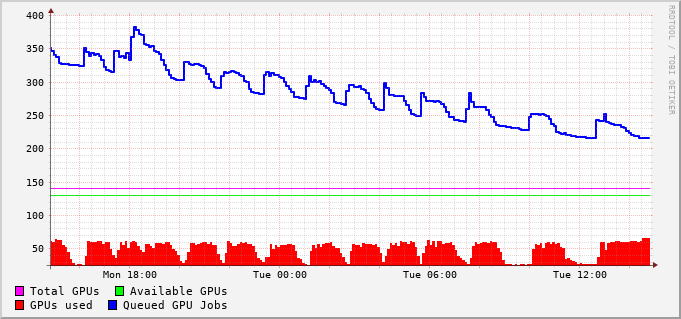 RRDTOOL / TOBI OETIKER
400
350
300
250
200
150
100
50
Mon 18:00 Tue 00:00 Tue 06:00 Tue 12:00
Total GPUs Available GPUs
GPUs used Queued GPU Jobs